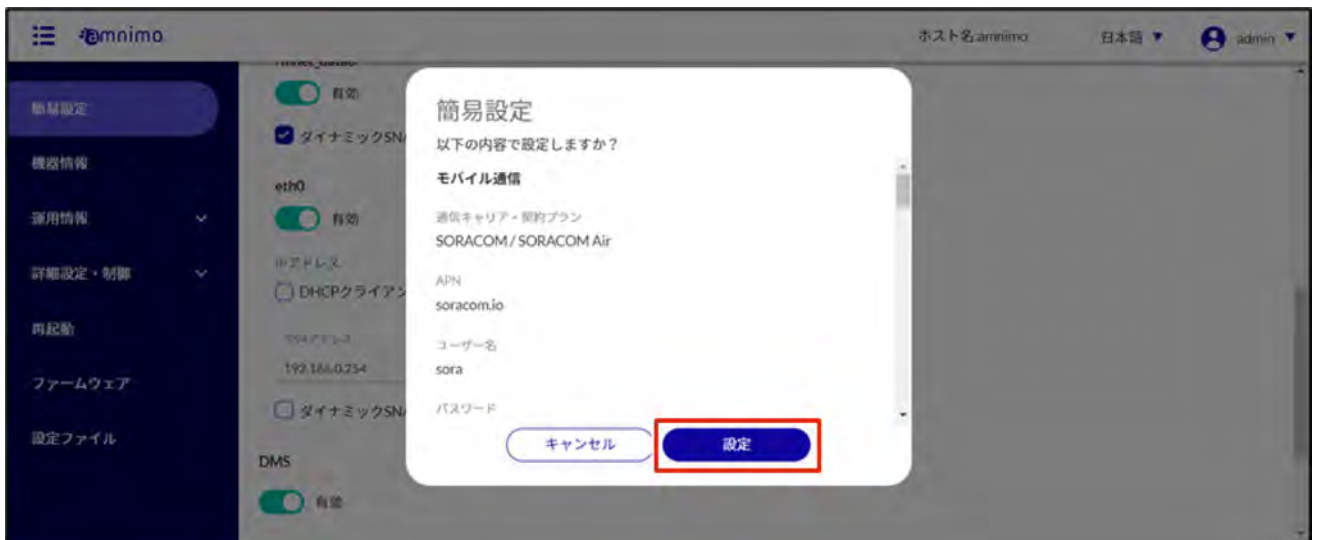 amnimo
ホスト名:amnimo
日本語
admin
簡易設定
機器情報
運用情報
詳細設定・制御
再起動
ファームウェア
設定ファイル
有効
ダイナミックSNA
eth0
有効
IPアドレス
DHCPクライアン
192.168.0.254
ダイナミックSNA
DMS
有効
簡易設定
以下の内容で設定しますか？
モバイル通信
通信キャリア・契約プラン
SORACOM / SORACOM Air
APN
soracom.io
ユーザー名
sora
パスワード
キャンセル
設定